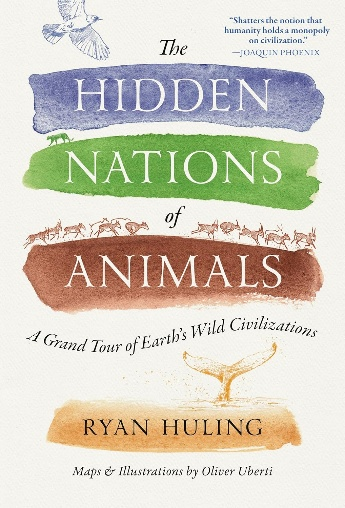 “Shatters the notion that
humanity holds a monopoly
on civilization.”
—JOAQUIN PHOENIX
The
HIDDEN
NATIONS
of
ANIMALS
A Grand Tour of Earth’s Wild Civilizations
RYAN HULING
Maps & Illustrations by Oliver Uberti